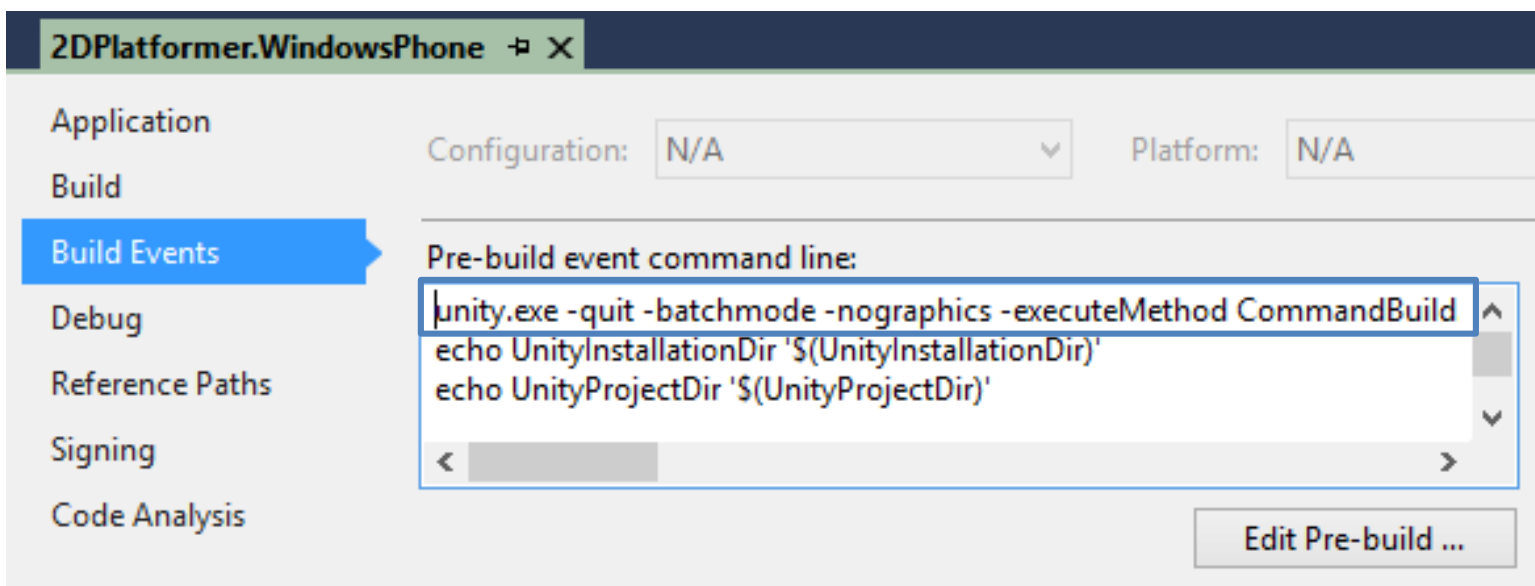 2DPlatformer.WindowsPhone
Application
Build
Build Events
Debug
Reference Paths
Signing
Code Analysis
Configuration: N/A Platform: N/A
Pre-build event command line:
unity.exe -quit -batchmode -nographics -executeMethod CommandBuild
echo UnityInstallationDir '$(UnityInstallationDir)'
echo UnityProjectDir '$(UnityProjectDir)'
Edit Pre-build ...